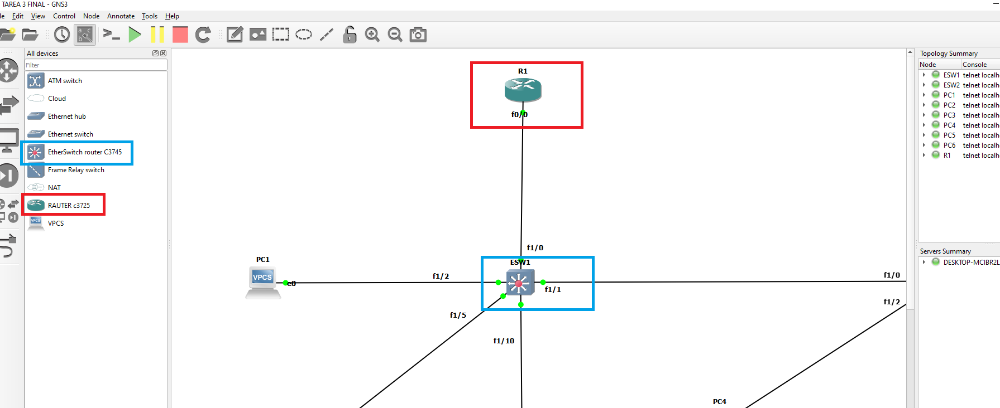 TAREA 3 FINAL - GNS3
le Edit View Control Node Annotate Tools Help
All devices
Filter
ATM switch
Cloud
Ethernet hub
Ethernet switch
EtherSwitch router C3745
Frame Relay switch
NAT
RAUTER c3725
VPCS
R1
f0/0
f1/0
ESW1
PC1
VPCS
e0
f1/2
f1/1
f1/5
f1/10
f1/0
f1/2
PC4
Topology Summary
Node Console
ESW1 telnet localh
ESW2 telnet localh
PC1 telnet localh
PC2 telnet localh
PC3 telnet localh
PC4 telnet localh
PC5 telnet localh
PC6 telnet localh
R1 telnet localh
Servers Summary
DESKTOP-MCIBR2L